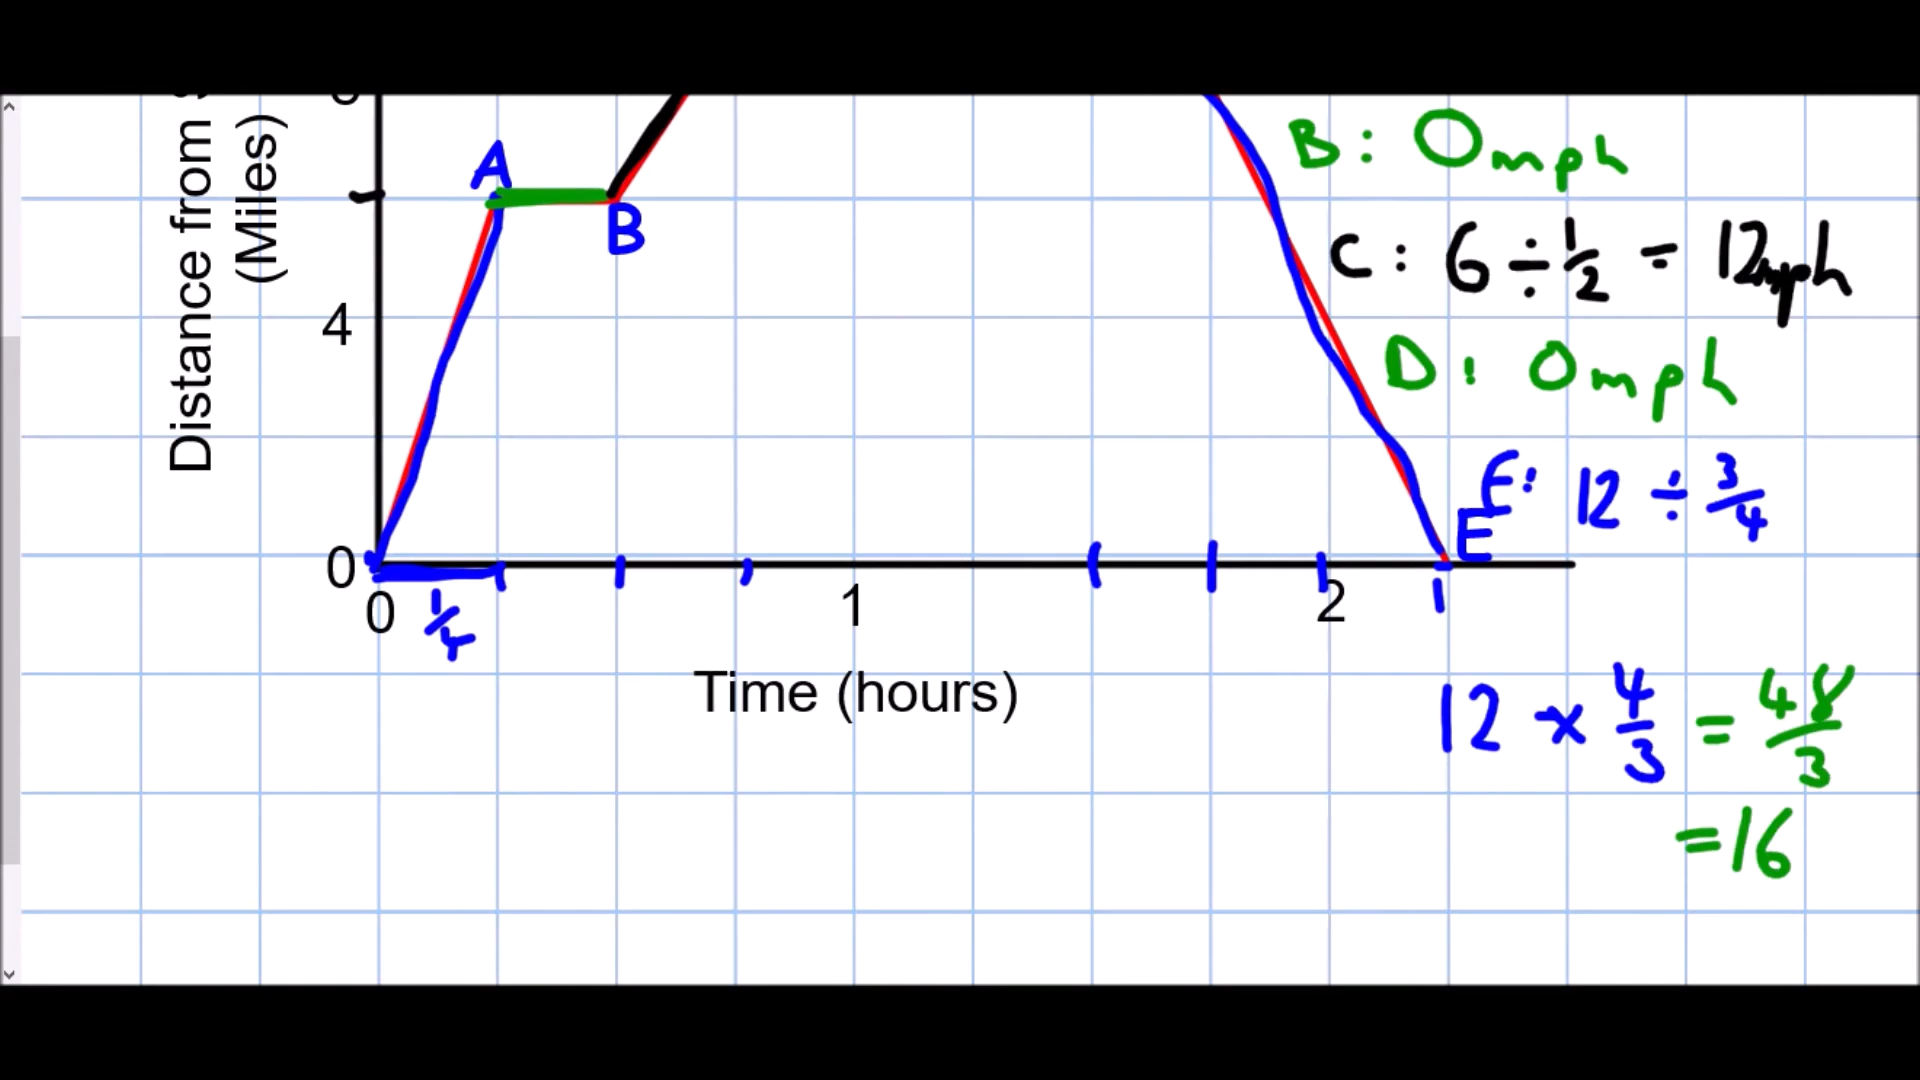 Distance from
(Miles)
A
B
4
0
0
1/4
1
2
Time (hours)
E
B: 0mph
C: 6 ÷ 1/2 = 12mph
D: 0mph
E: 12 ÷ 3/4
12 × 4/3 = 48/3
= 16